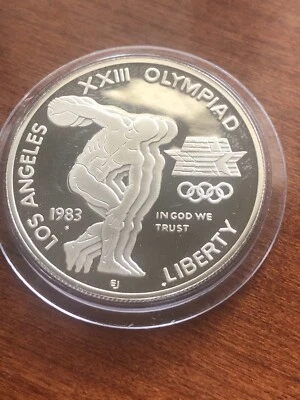 LOS ANGELES XXIII OLYMPIAD
1983
IN GOD WE
TRUST
LIBERTY
EJ